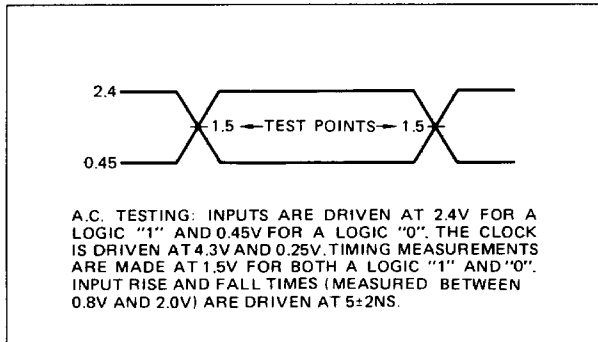 2.4
1.5 ←TEST POINTS→ 1.5
0.45
A.C. TESTING: INPUTS ARE DRIVEN AT 2.4V FOR A
LOGIC "1" AND 0.45V FOR A LOGIC "0". THE CLOCK
IS DRIVEN AT 4.3V AND 0.25V. TIMING MEASUREMENTS
ARE MADE AT 1.5V FOR BOTH A LOGIC "1" AND "0".
INPUT RISE AND FALL TIMES (MEASURED BETWEEN
0.8V AND 2.0V) ARE DRIVEN AT 5±2NS.